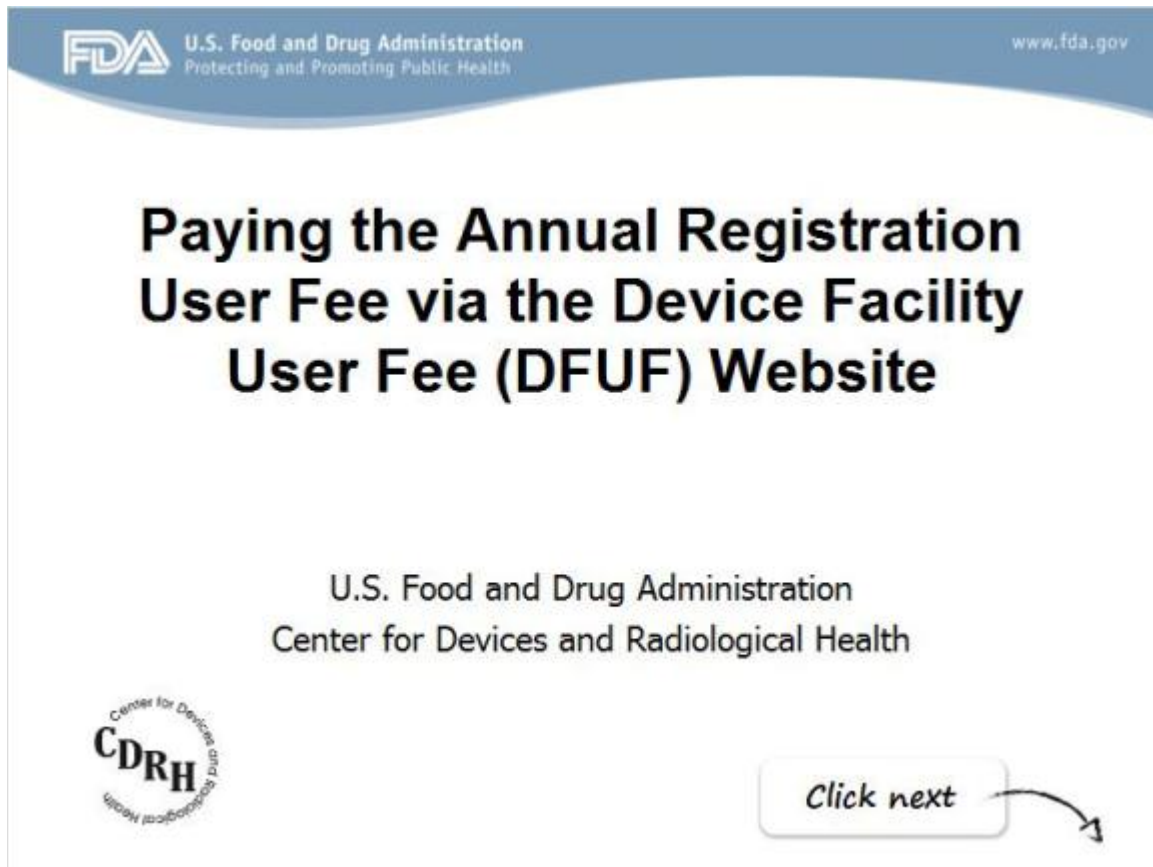 FDA
U.S. Food and Drug Administration
Protecting and Promoting Public Health
www.fda.gov
Paying the Annual Registration
User Fee via the Device Facility
User Fee (DFUF) Website
U.S. Food and Drug Administration
Center for Devices and Radiological Health
Center for Devices and Radiological Health
CDRH
Click next